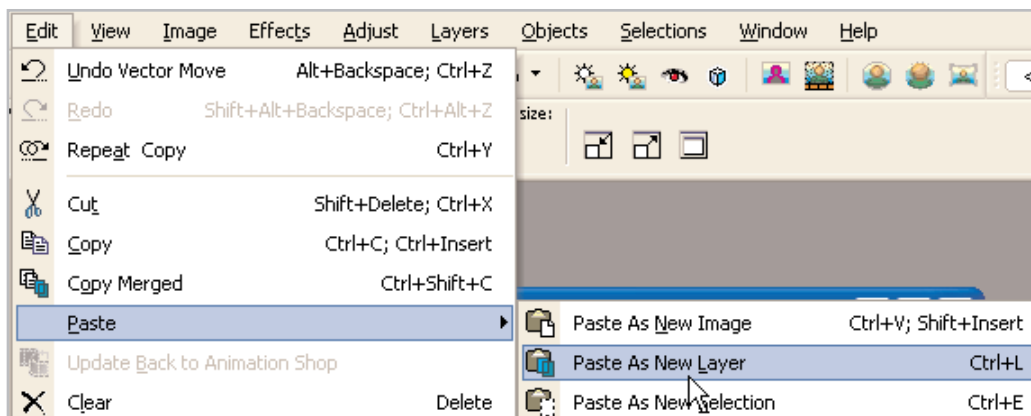 Edit View Image Effects Adjust Layers Objects Selections Window Help
Undo Vector Move Alt+Backspace; Ctrl+Z
Redo Shift+Alt+Backspace; Ctrl+Alt+Z
size:
Repeat Copy Ctrl+Y
Cut Shift+Delete; Ctrl+X
Copy Ctrl+C; Ctrl+Insert
Copy Merged Ctrl+Shift+C
Paste
Paste As New Image Ctrl+V; Shift+Insert
Update Back to Animation Shop
Paste As New Layer Ctrl+L
Clear Delete
Paste As New Selection Ctrl+E